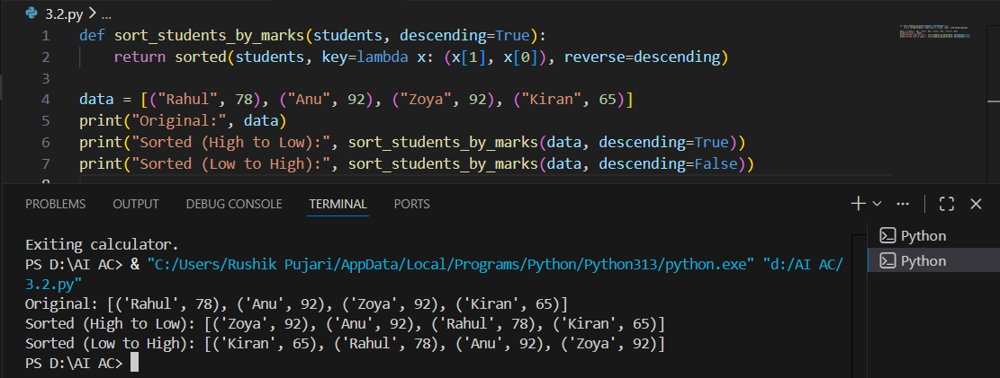 3.2.py > ...
1 def sort_students_by_marks(students, descending=True):
2     return sorted(students, key=lambda x: (x[1], x[0]), reverse=descending)
3
4 data = [("Rahul", 78), ("Anu", 92), ("Zoya", 92), ("Kiran", 65)]
5 print("Original:", data)
6 print("Sorted (High to Low):", sort_students_by_marks(data, descending=True))
7 print("Sorted (Low to High):", sort_students_by_marks(data, descending=False))
8
PROBLEMS OUTPUT DEBUG CONSOLE TERMINAL PORTS
Python
Python
Exiting calculator.
PS D:\AI AC> & "C:/Users/Rushik Pujari/AppData/Local/Programs/Python/Python313/python.exe" "d:/AI AC/
3.2.py"
Original: [('Rahul', 78), ('Anu', 92), ('Zoya', 92), ('Kiran', 65)]
Sorted (High to Low): [('Zoya', 92), ('Anu', 92), ('Rahul', 78), ('Kiran', 65)]
Sorted (Low to High): [('Kiran', 65), ('Rahul', 78), ('Anu', 92), ('Zoya', 92)]
PS D:\AI AC>